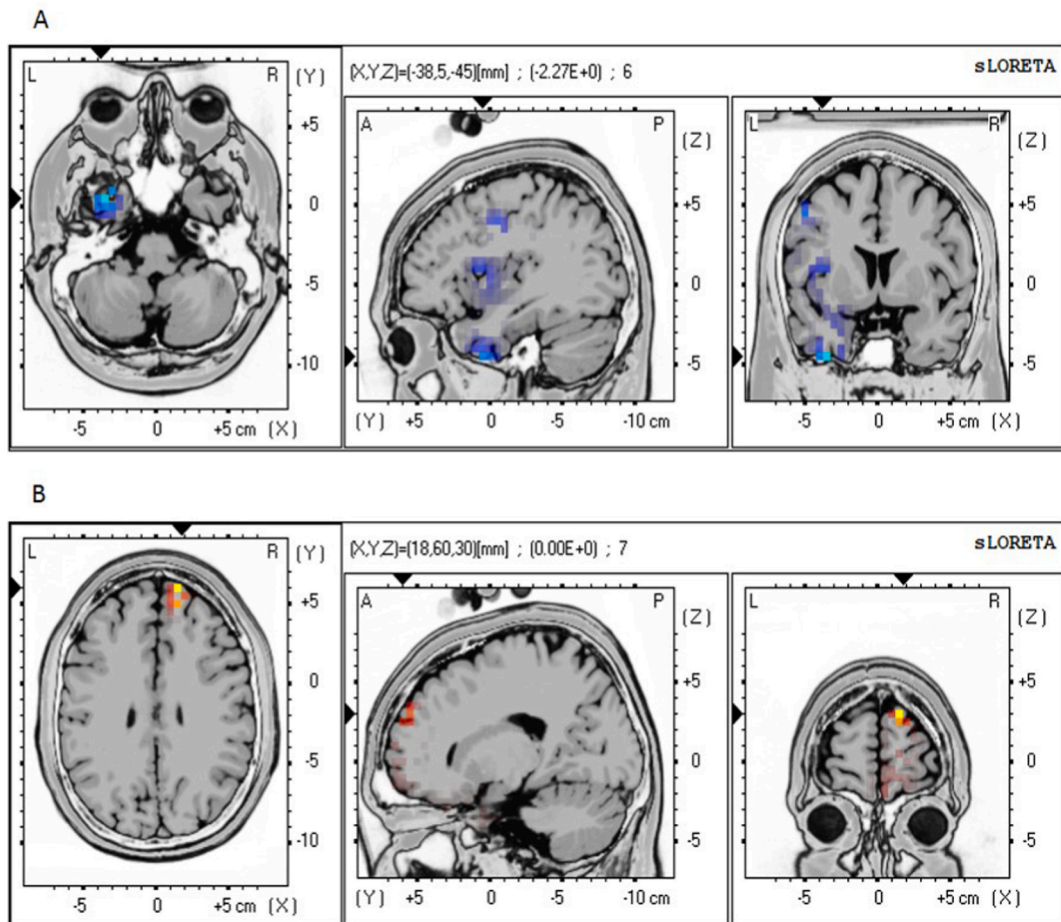 A
(X,Y,Z)=(-38,5,-45)[mm] ; (-2.27E+0) ; 6 sLORETA
L R (Y)
+5
0
-5
-10
-5 0 +5 cm (X)
A P (Z)
+5
0
-5
(Y) +5 0 -5 -10 cm
L R (Z)
+5
0
-5
-5 0 +5 cm (X)
B
(X,Y,Z)=(18,60,30)[mm] ; (0.00E+0) ; 7 sLORETA
L R (Y)
+5
0
-5
-10
-5 0 +5 cm (X)
A P (Z)
+5
0
-5
(Y) +5 0 -5 -10 cm
L R (Z)
+5
0
-5
-5 0 +5 cm (X)